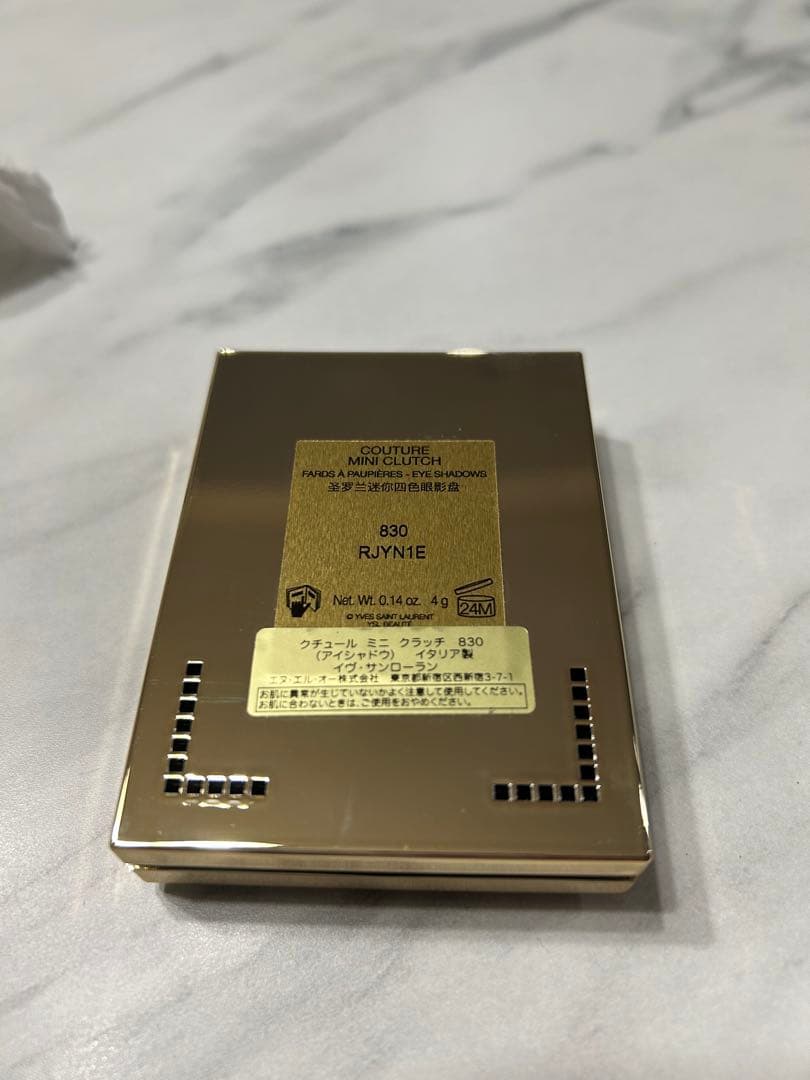 COUTURE
MINI CLUTCH
FARDS À PAUPIÈRES - EYE SHADOWS
圣罗兰迷你四色眼影盘
830
RJYN1E
Net. Wt. 0.14 oz. 4 g
24M
© YVES SAINT LAURENT
YSL BEAUTÉ
クチュール ミニ クラッチ 830
(アイシャドウ) イタリア製
イヴ・サンローラン
エヌ・エル・オー株式会社 東京都新宿区西新宿3-7-1
お肌に異常が生じていないかよく注意して使用してください。
お肌に合わないときは、ご使用をおやめください。